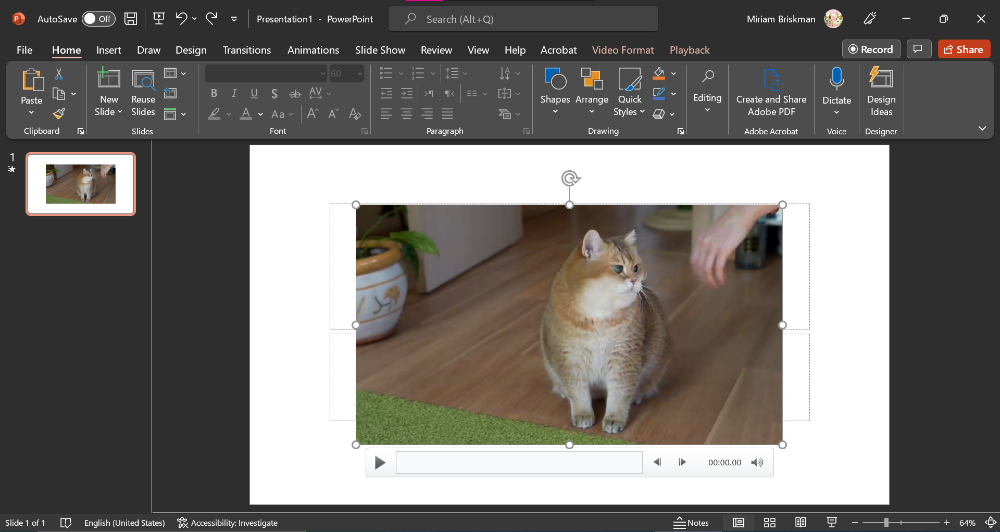 AutoSave Off Presentation1 - PowerPoint Search (Alt+Q) Miriam Briskman
File Home Insert Draw Design Transitions Animations Slide Show Review View Help Acrobat Video Format Playback Record Share
Paste
New
Slide
Reuse
Slides
60
Shapes
Arrange
Quick
Styles
Editing
Create and Share
Adobe PDF
Dictate
Design
Ideas
Clipboard Slides Font Paragraph Drawing Adobe Acrobat Voice Designer
1
00:00.00
Slide 1 of 1 English (United States) Accessibility: Investigate Notes 64%